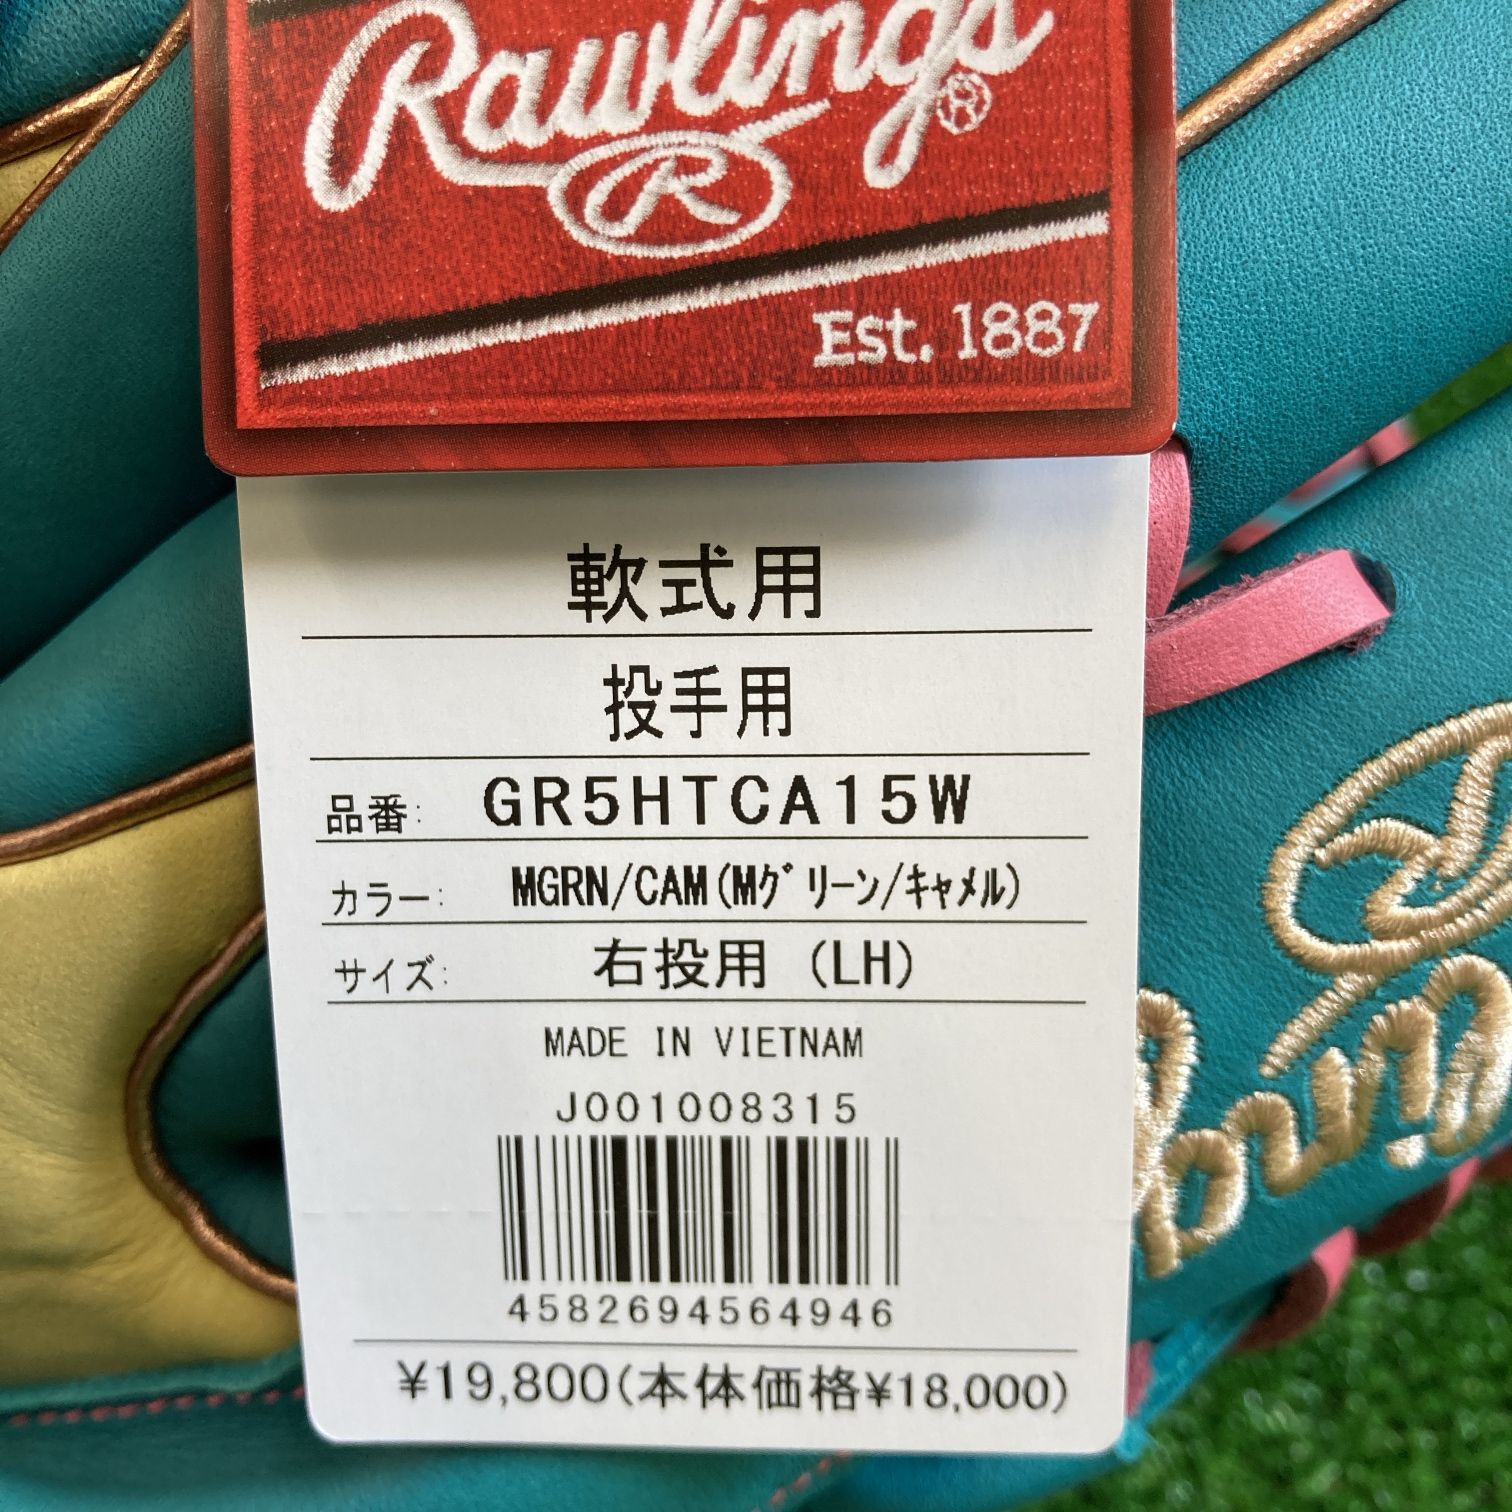 Rawlings®
R
Est. 1887
軟式用
投手用
品番: GR5HTCA15W
カラー: MGRN/CAM(Mグリーン/キャメル)
サイズ: 右投用 (LH)
MADE IN VIETNAM
J001008315
4582694564946
¥19,800(本体価格¥18,000)